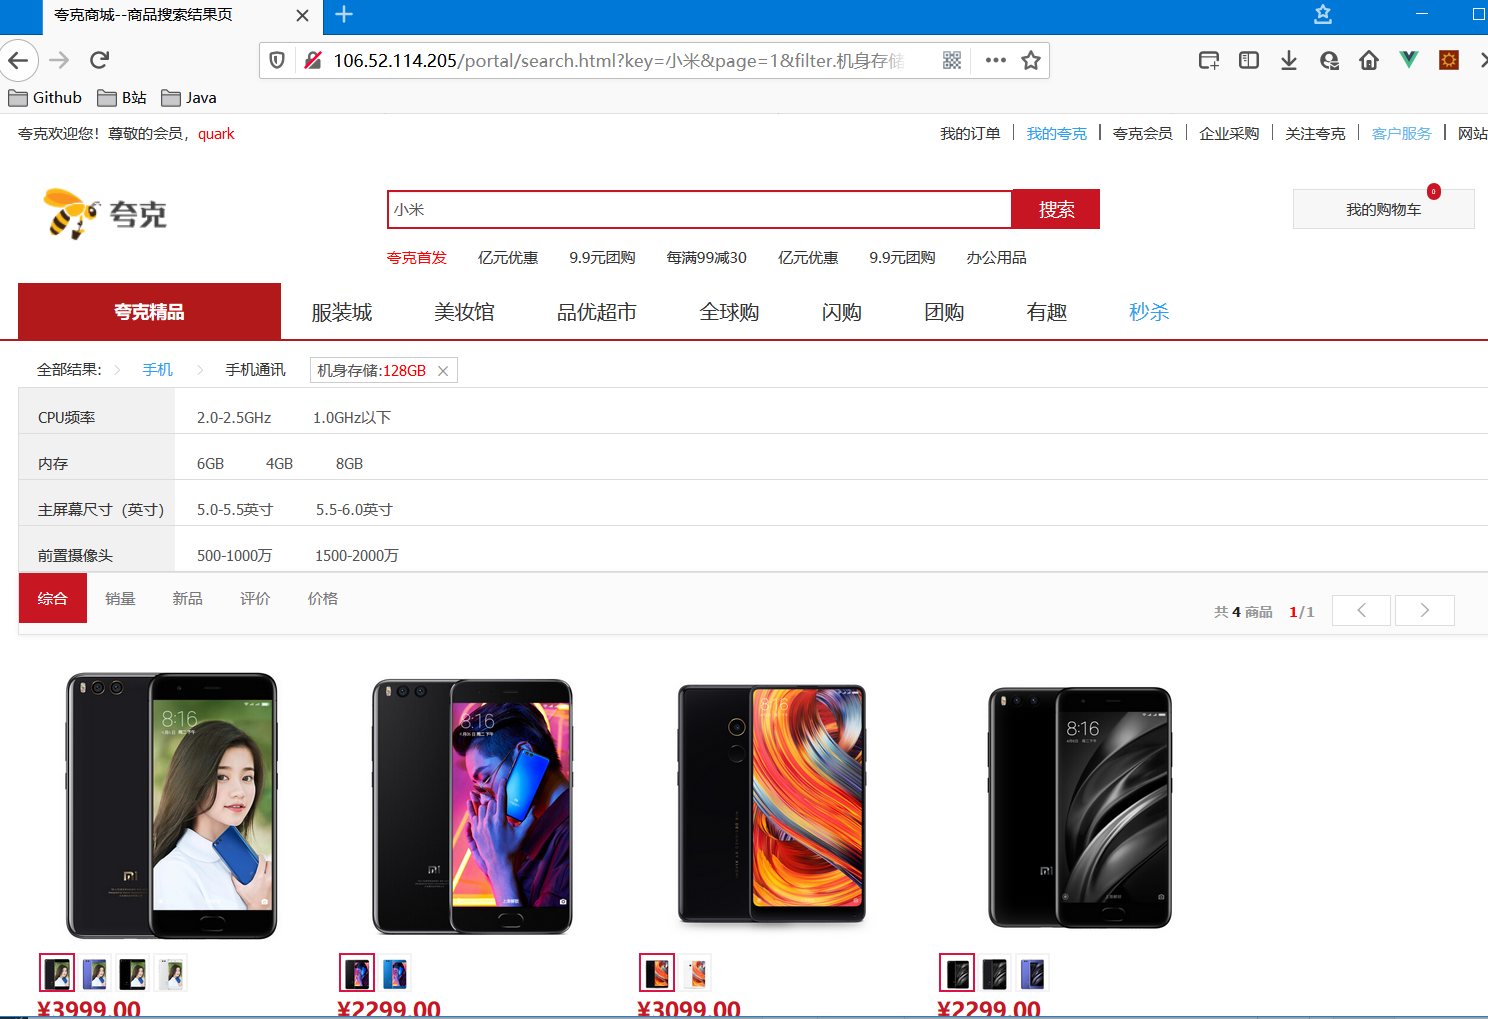 夸克商城--商品搜索结果页
106.52.114.205/portal/search.html?key=小米&page=1&filter.机身存储
Github B站 Java
夸克欢迎您！尊敬的会员，quark 我的订单 我的夸克 夸克会员 企业采购 关注夸克 客户服务 网站
夸克 小米 搜索 我的购物车 0
夸克首发 亿元优惠 9.9元团购 每满99减30 亿元优惠 9.9元团购 办公用品
夸克精品 服装城 美妆馆 品优超市 全球购 闪购 团购 有趣 秒杀
全部结果: 手机 手机通讯 机身存储:128GB
CPU频率 2.0-2.5GHz 1.0GHz以下
内存 6GB 4GB 8GB
主屏幕尺寸（英寸） 5.0-5.5英寸 5.5-6.0英寸
前置摄像头 500-1000万 1500-2000万
综合 销量 新品 评价 价格 共 4 商品 1/1
8:16 8:16 8:16 8:16
¥3999.00 ¥2299.00 ¥3099.00 ¥2299.00